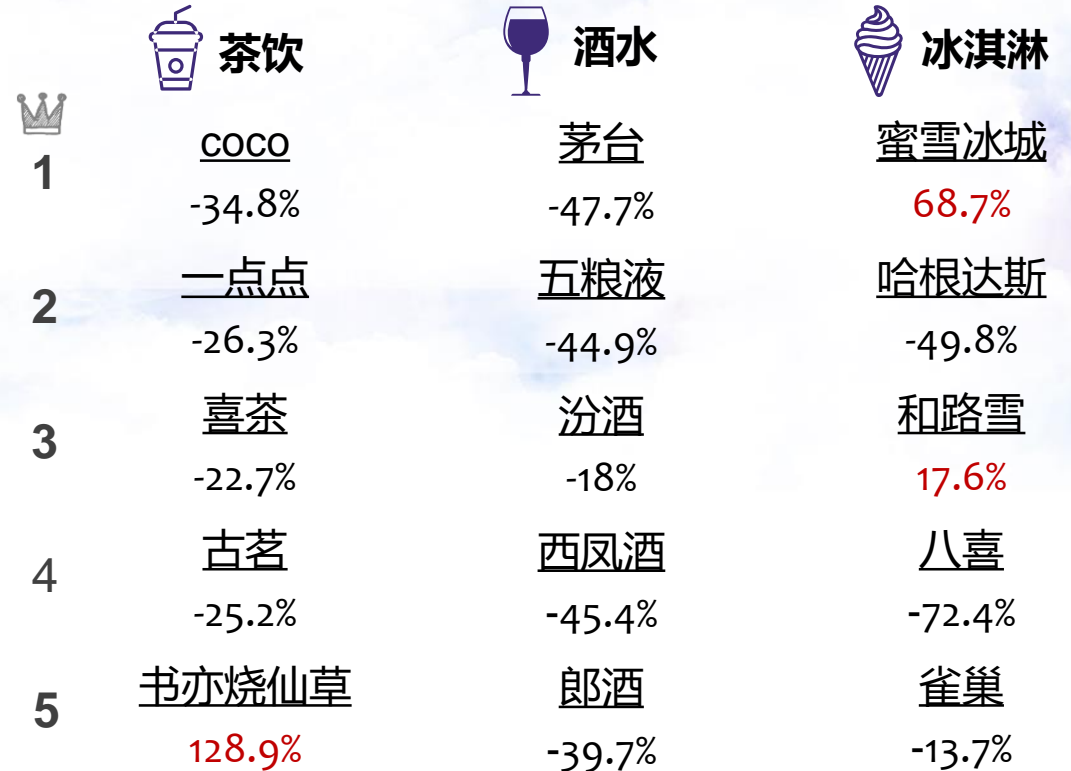 茶饮 酒水 冰淇淋
1 coco 茅台 蜜雪冰城
-34.8% -47.7% 68.7%
2 一点点 五粮液 哈根达斯
-26.3% -44.9% -49.8%
3 喜茶 汾酒 和路雪
-22.7% -18% 17.6%
4 古茗 西凤酒 八喜
-25.2% -45.4% -72.4%
5 书亦烧仙草 郎酒 雀巢
128.9% -39.7% -13.7%